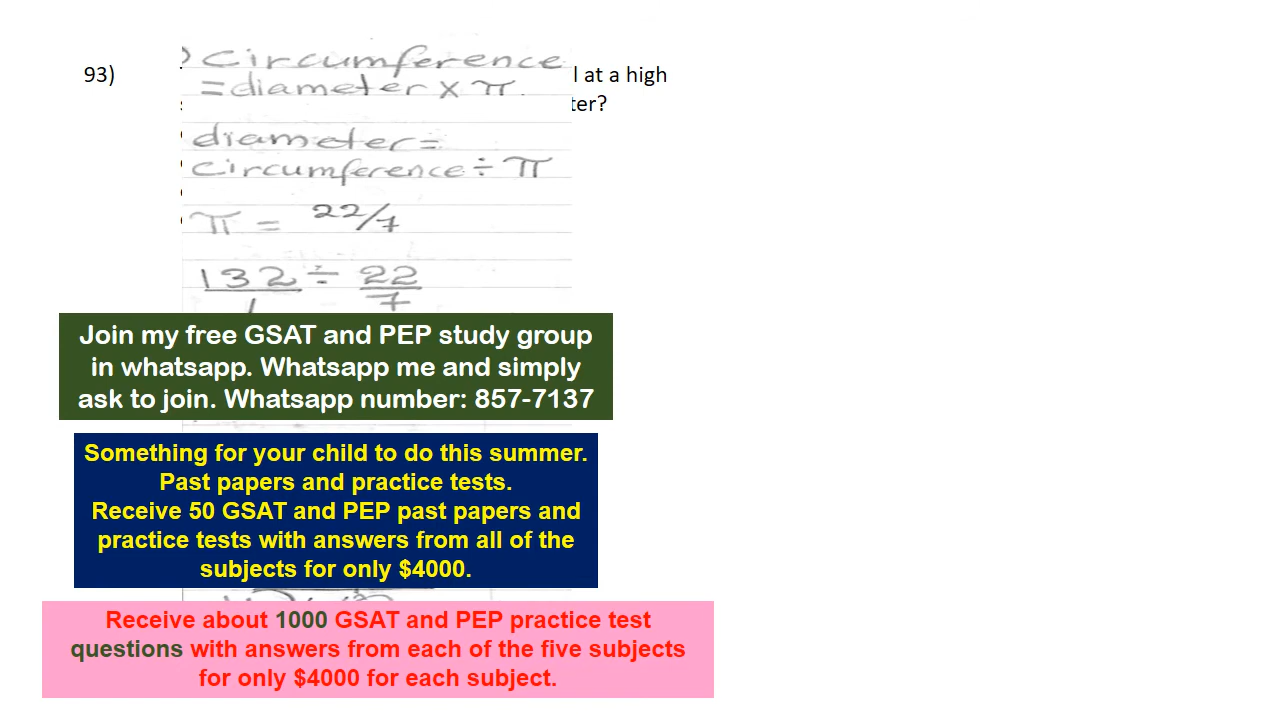 93)
l at a high
ter?
) Circumference
= diameter x π.
diameter =
Circumference ÷ π
π = 22/7
132 ÷ 22
1 7
Join my free GSAT and PEP study group
in whatsapp. Whatsapp me and simply
ask to join. Whatsapp number: 857-7137
Something for your child to do this summer.
Past papers and practice tests.
Receive 50 GSAT and PEP past papers and
practice tests with answers from all of the
subjects for only $4000.
Receive about 1000 GSAT and PEP practice test
questions with answers from each of the five subjects
for only $4000 for each subject.